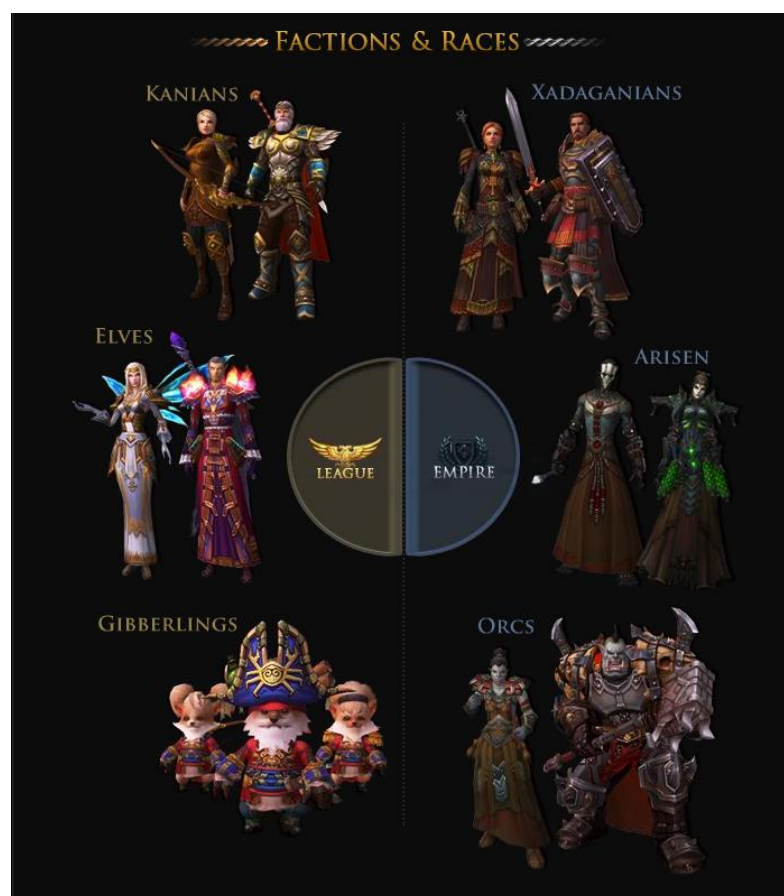 Factions & Races
Kanians
Xadaganians
Elves
Arisen
LEAGUE
EMPIRE
Gibberlings
Orcs